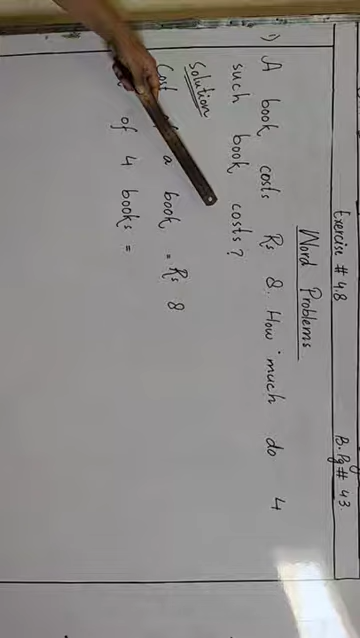 Exercise # 4.8 B.Pg# 43
Word Problems
i) A book costs Rs 8. How much do 4
such book costs?
Solution
Cost a book = Rs 8
of 4 books =